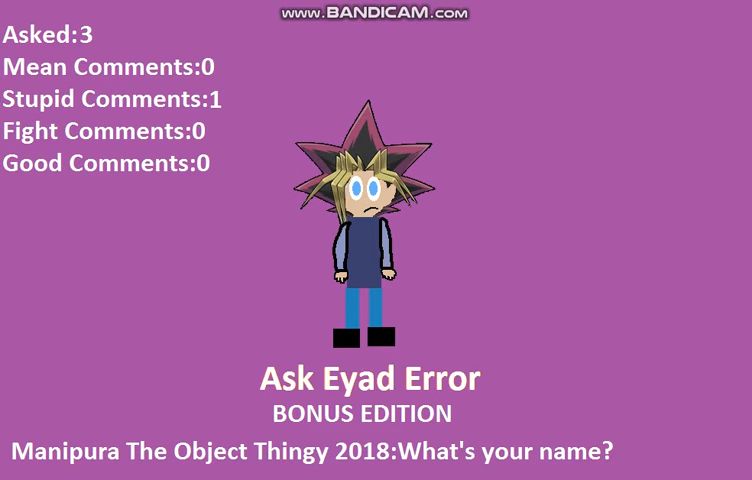 www.BANDICAM.com
Asked:3
Mean Comments:0
Stupid Comments:1
Fight Comments:0
Good Comments:0
Ask Eyad Error
BONUS EDITION
Manipura The Object Thingy 2018:What's your name?